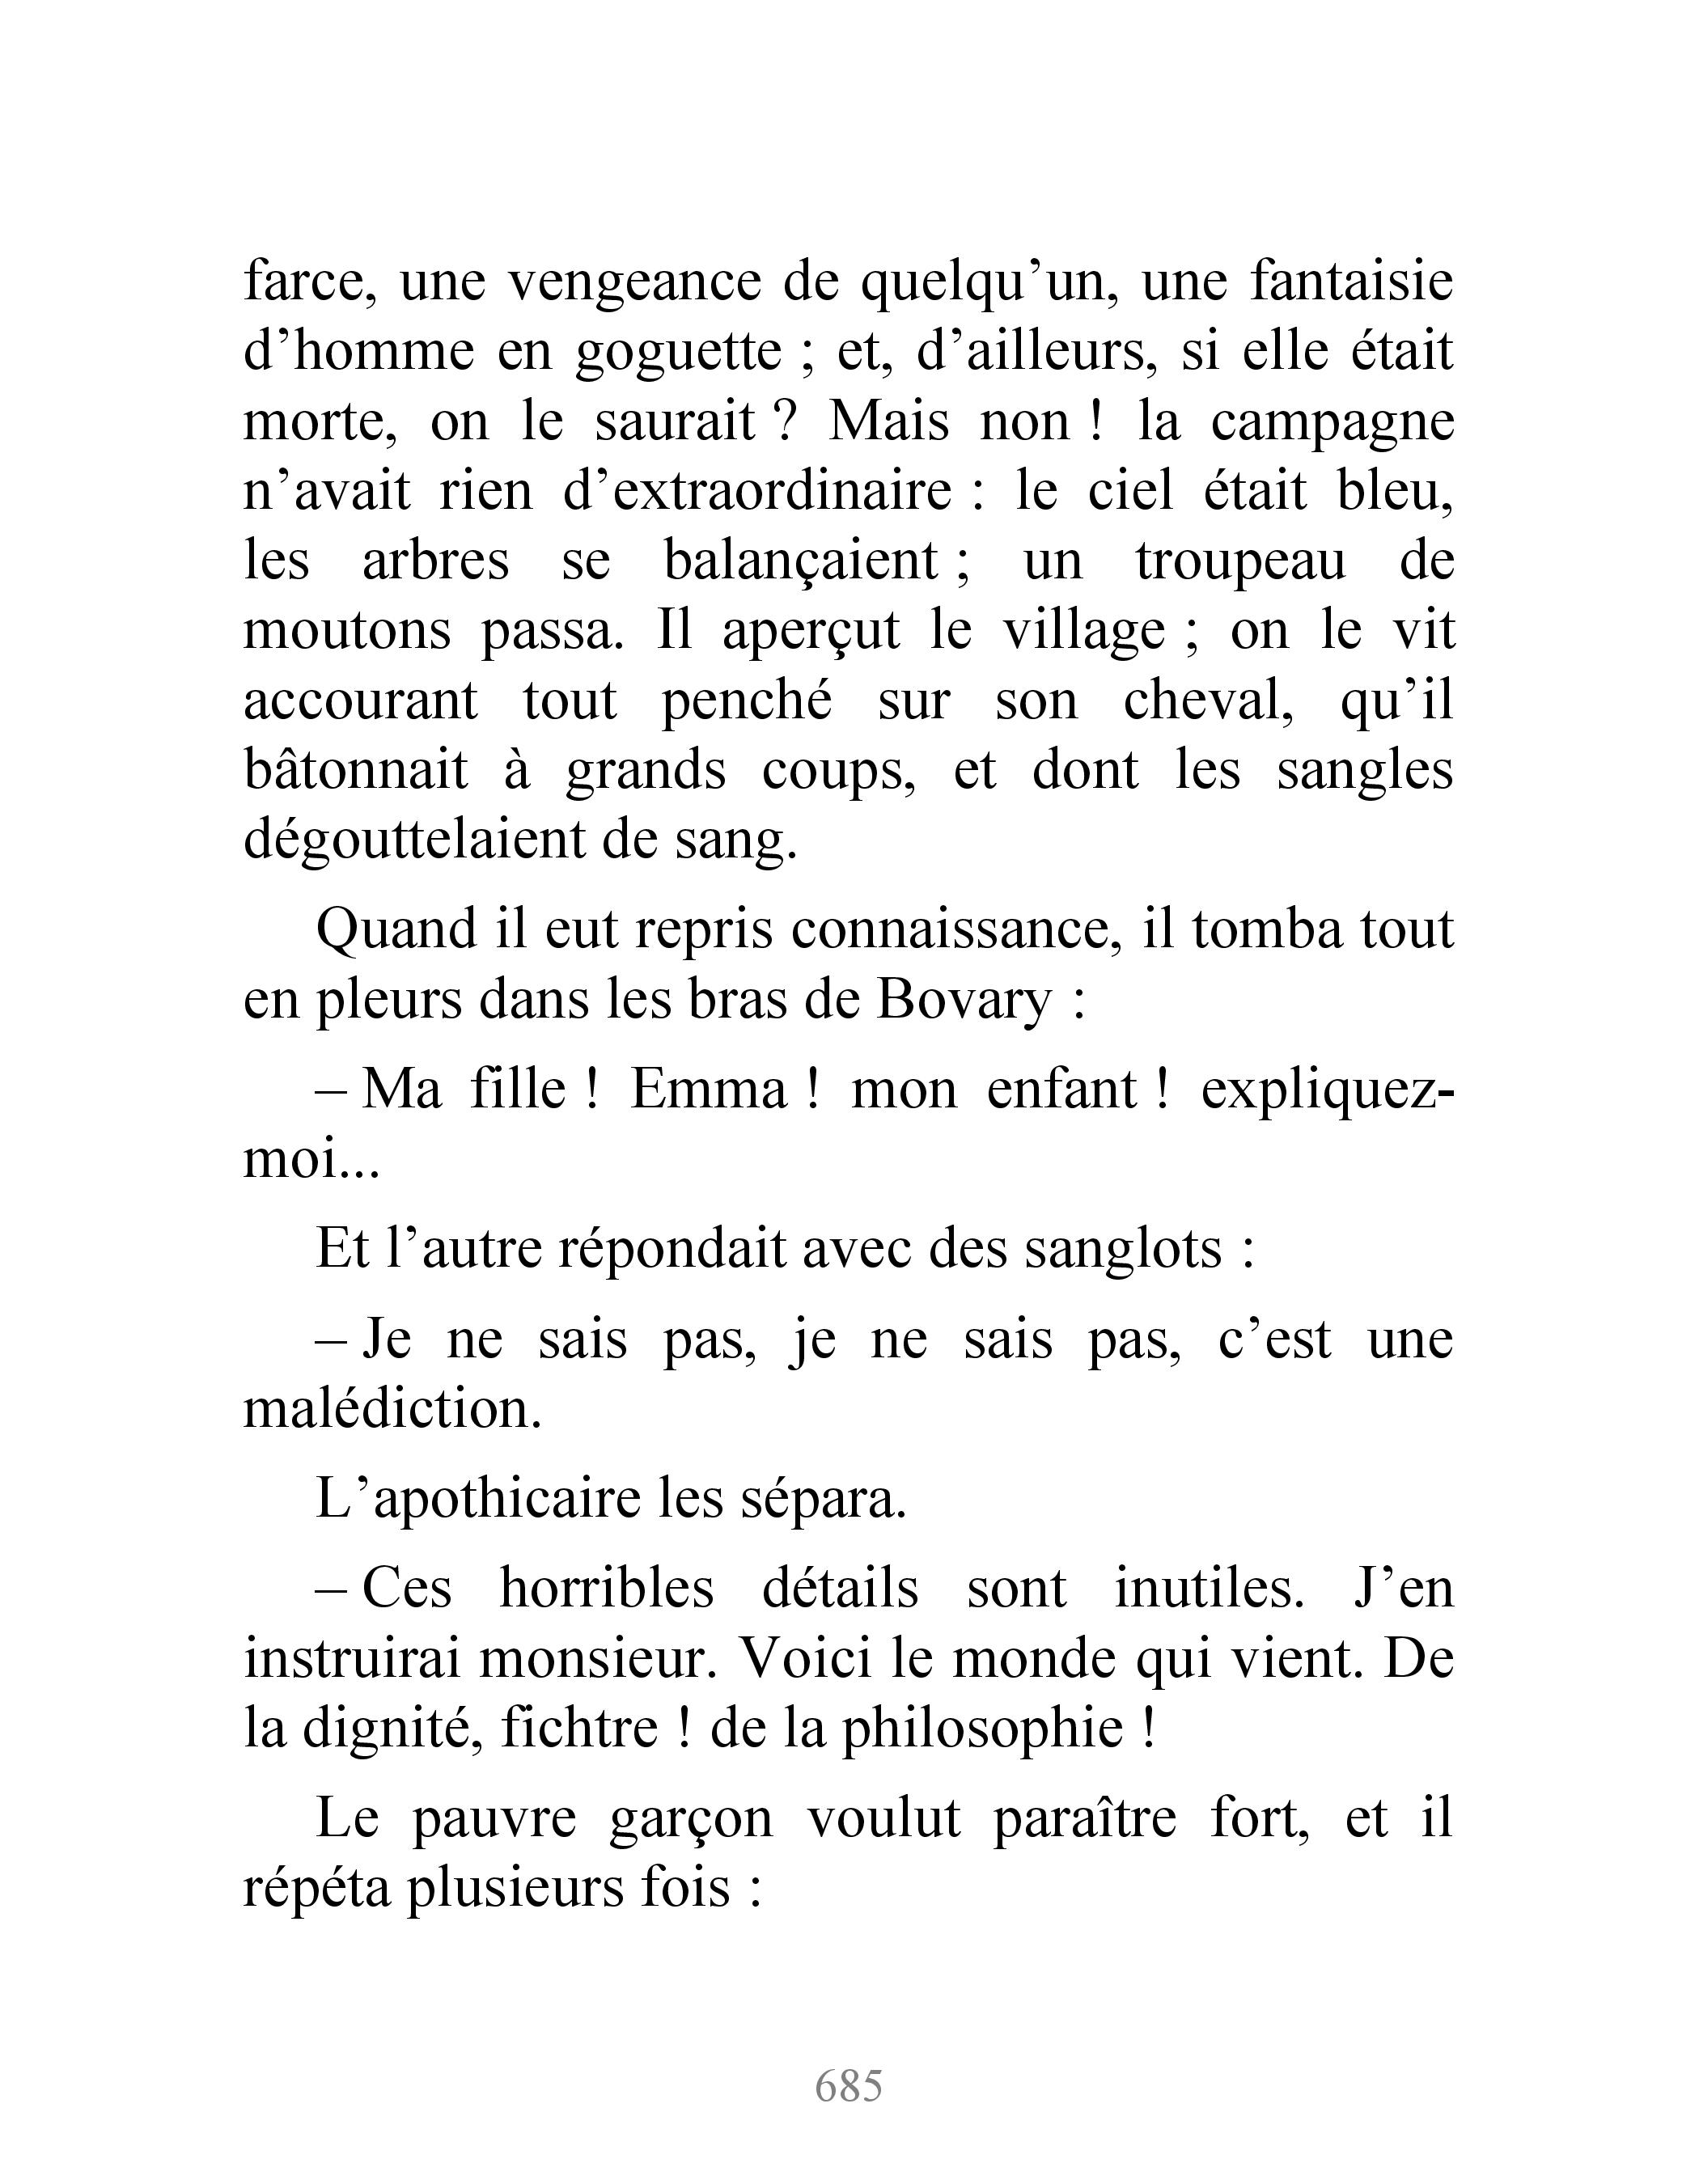 farce, une vengeance de quelqu’un, une fantaisie
d’homme en goguette ; et, d’ailleurs, si elle était
morte, on le saurait ? Mais non ! la campagne
n’avait rien d’extraordinaire : le ciel était bleu,
les arbres se balançaient ; un troupeau de
moutons passa. Il aperçut le village ; on le vit
accourant tout penché sur son cheval, qu’il
bâtonnait à grands coups, et dont les sangles
dégouttelaient de sang.
Quand il eut repris connaissance, il tomba tout
en pleurs dans les bras de Bovary :
– Ma fille ! Emma ! mon enfant ! expliquez-
moi...
Et l’autre répondait avec des sanglots :
– Je ne sais pas, je ne sais pas, c’est une
malédiction.
L’apothicaire les sépara.
– Ces horribles détails sont inutiles. J’en
instruirai monsieur. Voici le monde qui vient. De
la dignité, fichtre ! de la philosophie !
Le pauvre garçon voulut paraître fort, et il
répéta plusieurs fois :
685